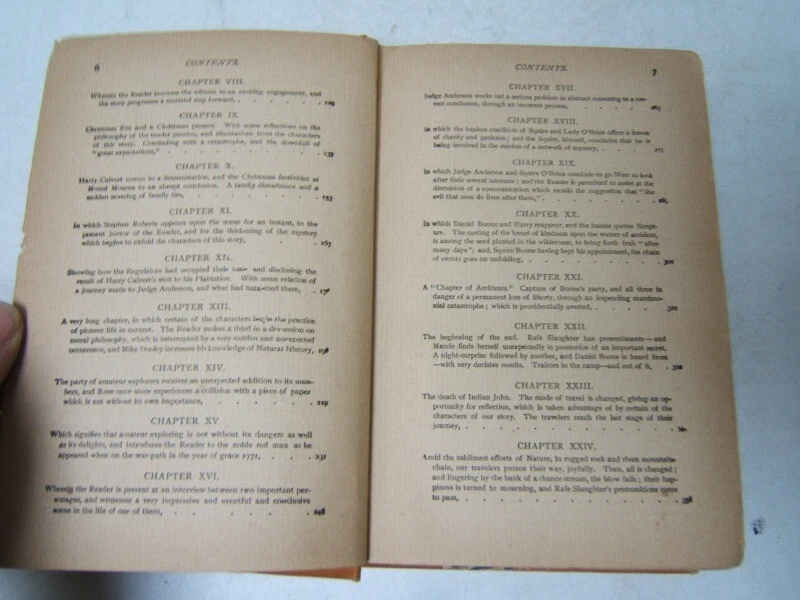 6 CONTENTS.
CHAPTER VIII.
Wherein the Reader becomes the witness to an exciting engagement, and
the story progresses a material step forward, . . . . . 119
CHAPTER IX.
Christmas Eve and a Christmas present. With some reflections on the
philosophy of the tender passion, and illustrations from the characters
of this story. Concluding with a catastrophe, and the downfall of
"great expectations," . . . . . . . 133
CHAPTER X.
Harry Calvert comes to a determination, and the Christmas festivities at
Mount Mourne to an abrupt conclusion. A family disturbance and a
sudden severing of family ties, . . . . . . 153
CHAPTER XI.
In which Stephen Roberts appears upon the scene for an instant, to the
present horror of the Reader, and for the thickening of the mystery
which begins to enfold the characters of this story, . . . . 167
CHAPTER XII.
Showing how the Regulators had occupied their time and disclosing the
result of Harry Calvert's visit to his Plantation. With some relation of
a journey made to Judge Anderson, and what had happened there, .
CHAPTER XIII.
A very long chapter, in which certain of the characters begin the practice
of pioneer life in earnest. The Reader makes a third in a discussion on
moral philosophy, which is interrupted by a very sudden and unexpected
occurrence, and Mike Dooley increases his knowledge of Natural History,
CHAPTER XIV.
The party of amateur explorers receives an unexpected addition to its num-
bers, and Rose once more experiences a collision with a piece of paper
which is not without its own importance, . . . . . . 219
CHAPTER XV
Which signifies that amateur exploring is not without its dangers as well
as its delights, and introduces the Reader to the noble red man as he
appeared when on the war-path in the year of grace 1772, . . . 231
CHAPTER XVI.
Wherein the Reader is present at an interview between two important per-
sonages, and witnesses a very impressive and eventful and conclusive
scene in the life of one of them, . . . . . . 248
CONTENTS. 7
CHAPTER XVII.
Judge Anderson works out a serious problem in abstract reasoning to a cor-
rect conclusion, through an incorrect process, . . . . . 265
CHAPTER XVIII.
In which the hapless condition of Squire and Lady O'Brien offers a lesson
of charity and patience; and the Squire, himself, concludes that he is
being involved in the meshes of a network of mystery, . . . 277
CHAPTER XIX.
In which Judge Anderson and Squire O'Brien conclude to go West to look
after their several interests; and the Reader is permitted to assist at the
discussion of a communication which recalls the suggestion that "the
evil that men do lives after them," . . . . . . 285
CHAPTER XX.
In which Daniel Boone and Harry reappear, and the hunter quotes Scrip-
ture. The casting of the bread of kindness upon the waters of accident,
is among the seed planted in the wilderness, to bring forth fruit "after
many days"; and, Squire Boone having kept his appointment, the chain
of events goes on unfolding, . . . . . . 300
CHAPTER XXI.
A "Chapter of Accidents." Capture of Boone's party, and all three in
danger of a permanent loss of liberty, through an impending matrimo-
nial catastrophe; which is providentially averted, . . . .
CHAPTER XXII.
The beginning of the end. Rafe Slaughter has presentiments—and
Maude finds herself unexpectedly in possession of an important secret.
A night-surprise followed by another, and Daniel Boone is heard from
—with very decisive results. Traitors in the camp—and out of it, .
CHAPTER XXIII.
The death of Indian John. The mode of travel is changed, giving an op-
portunity for reflection, which is taken advantage of by certain of the
characters of our story. The travelers reach the last stage of their
journey, . . . . . . . . .
CHAPTER XXIV.
Amid the sublimest efforts of Nature, in rugged rock and riven mountain-
chain, our travelers pursue their way, joyfully. Then, all is changed;
and lingering by the bank of a chance stream, the blow falls; their hap-
piness is turned to mourning, and Rafe Slaughter's premonitions come
to pass, . . . . . . . . . 358